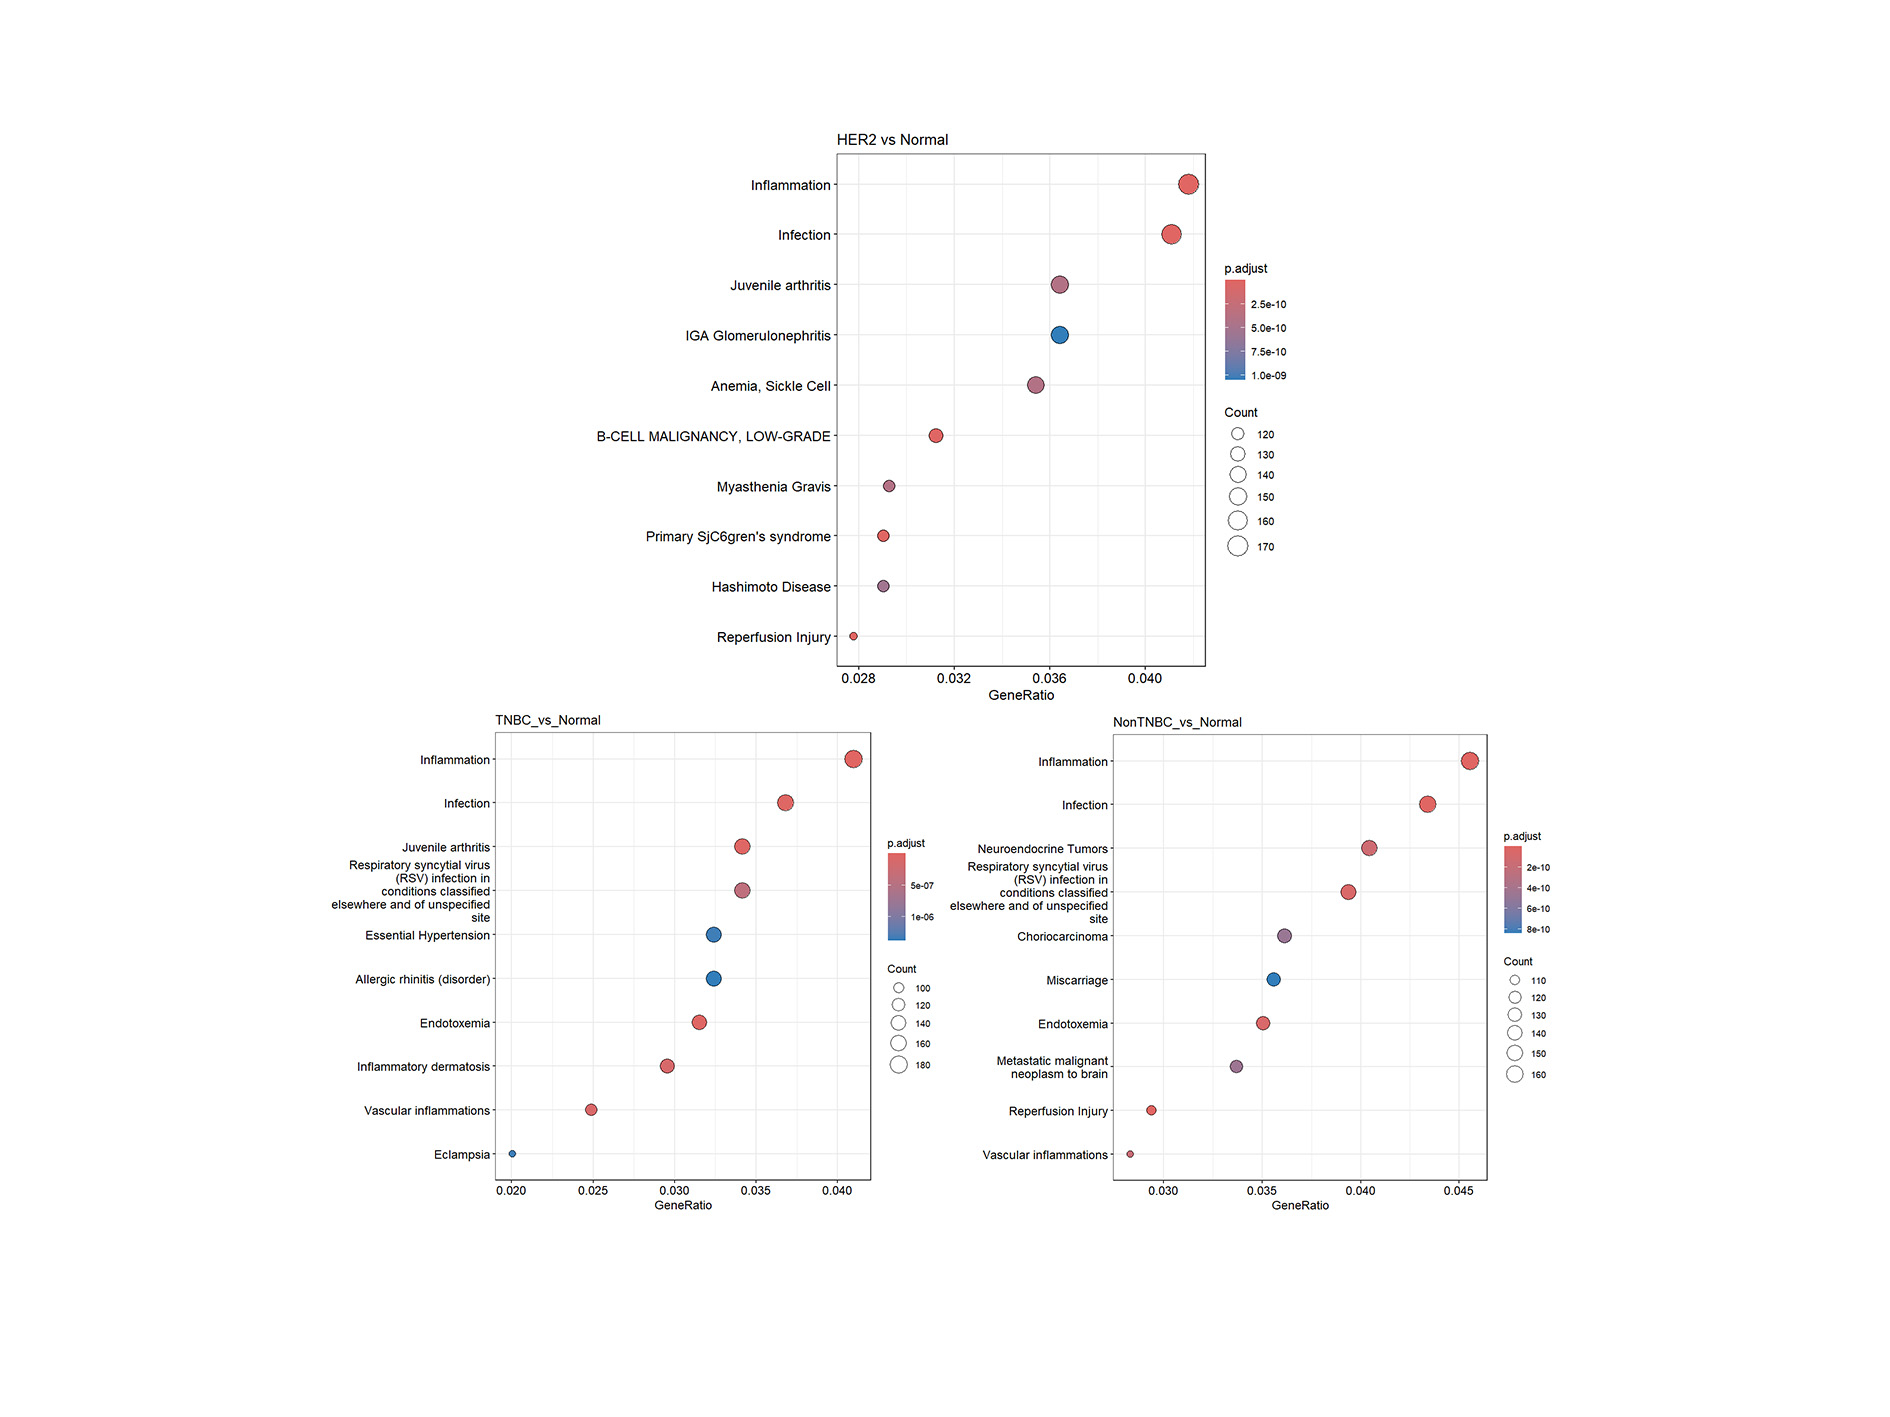 HER2 vs Normal
Inflammation
Infection
Juvenile arthritis
IGA Glomerulonephritis
Anemia, Sickle Cell
B-CELL MALIGNANCY, LOW-GRADE
Myasthenia Gravis
Primary SjC6gren's syndrome
Hashimoto Disease
Reperfusion Injury
0.028
0.032
0.036
0.040
GeneRatio
p.adjust
2.5e-10
5.0e-10
7.5e-10
1.0e-09
Count
120
130
140
150
160
170
TNBC_vs_Normal
Inflammation
Infection
Juvenile arthritis
Respiratory syncytial virus
(RSV) infection in
conditions classified
elsewhere and of unspecified
site
Essential Hypertension
Allergic rhinitis (disorder)
Endotoxemia
Inflammatory dermatosis
Vascular inflammations
Eclampsia
0.020
0.025
0.030
0.035
0.040
GeneRatio
p.adjust
5e-07
1e-06
Count
100
120
140
160
180
NonTNBC_vs_Normal
Inflammation
Infection
Neuroendocrine Tumors
Respiratory syncytial virus
(RSV) infection in
conditions classified
elsewhere and of unspecified
site
Choriocarcinoma
Miscarriage
Endotoxemia
Metastatic malignant
neoplasm to brain
Reperfusion Injury
Vascular inflammations
0.030
0.035
0.040
0.045
GeneRatio
p.adjust
2e-10
4e-10
6e-10
8e-10
Count
110
120
130
140
150
160